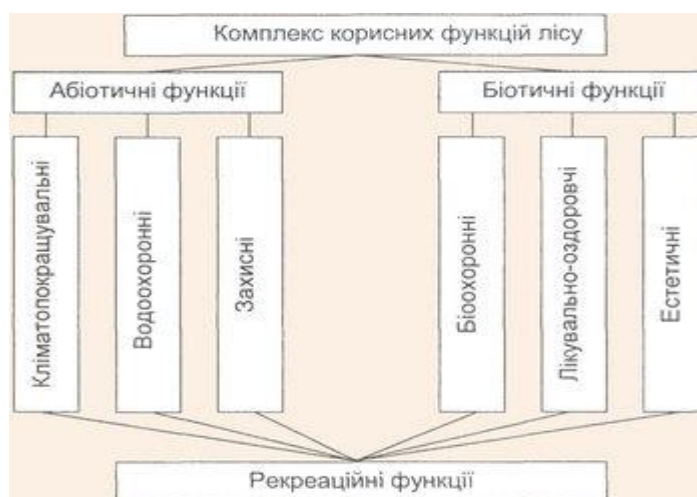 Комплекс корисних функцій лісу
Абіотичні функції
Біотичні функції
Кліматопокращувальні
Водоохоронні
Захисні
Біоохоронні
Лікувально-оздоровчі
Естетичні
Рекреаційні функції